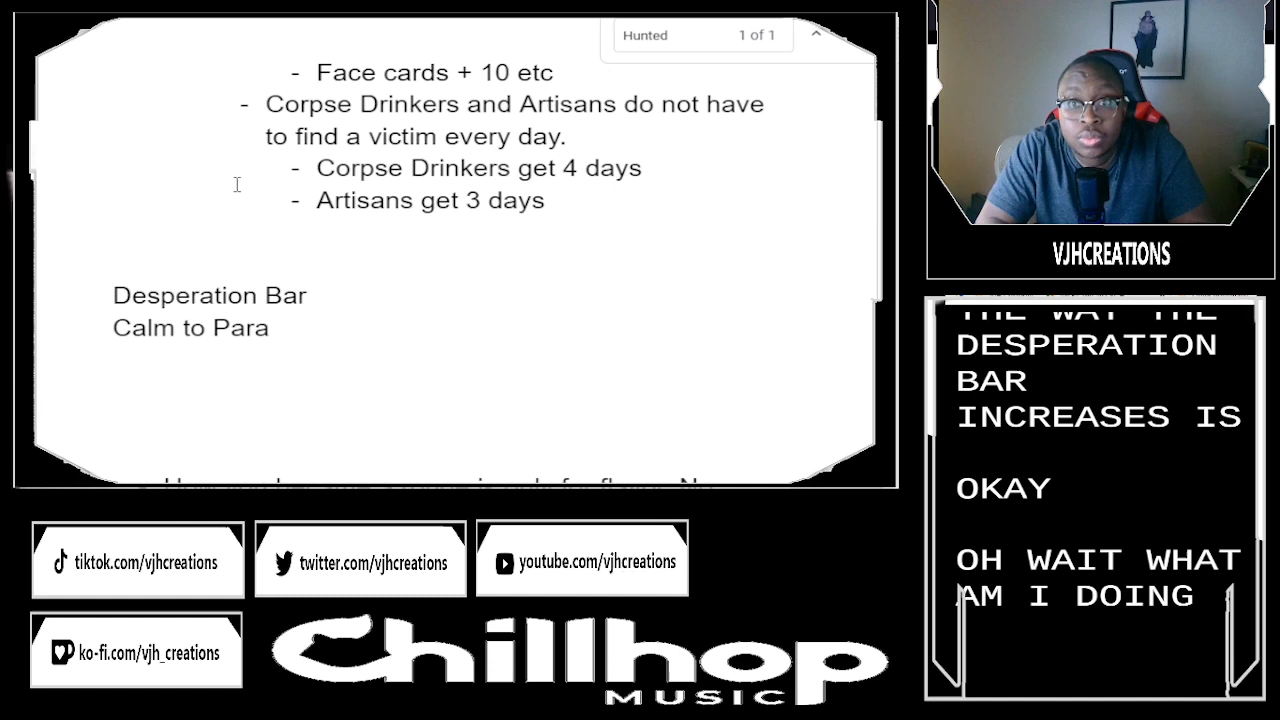 Hunted 1 of 1
- Face cards + 10 etc
- Corpse Drinkers and Artisans do not have
to find a victim every day.
- Corpse Drinkers get 4 days
- Artisans get 3 days
Desperation Bar
Calm to Para
VJHCREATIONS
THE WAY THE
DESPERATION
BAR
INCREASES IS
OKAY
OH WAIT WHAT
AM I DOING
tiktok.com/vjhcreations
twitter.com/vjhcreations
youtube.com/vjhcreations
ko-fi.com/vjh_creations
Chillhop
MUSIC